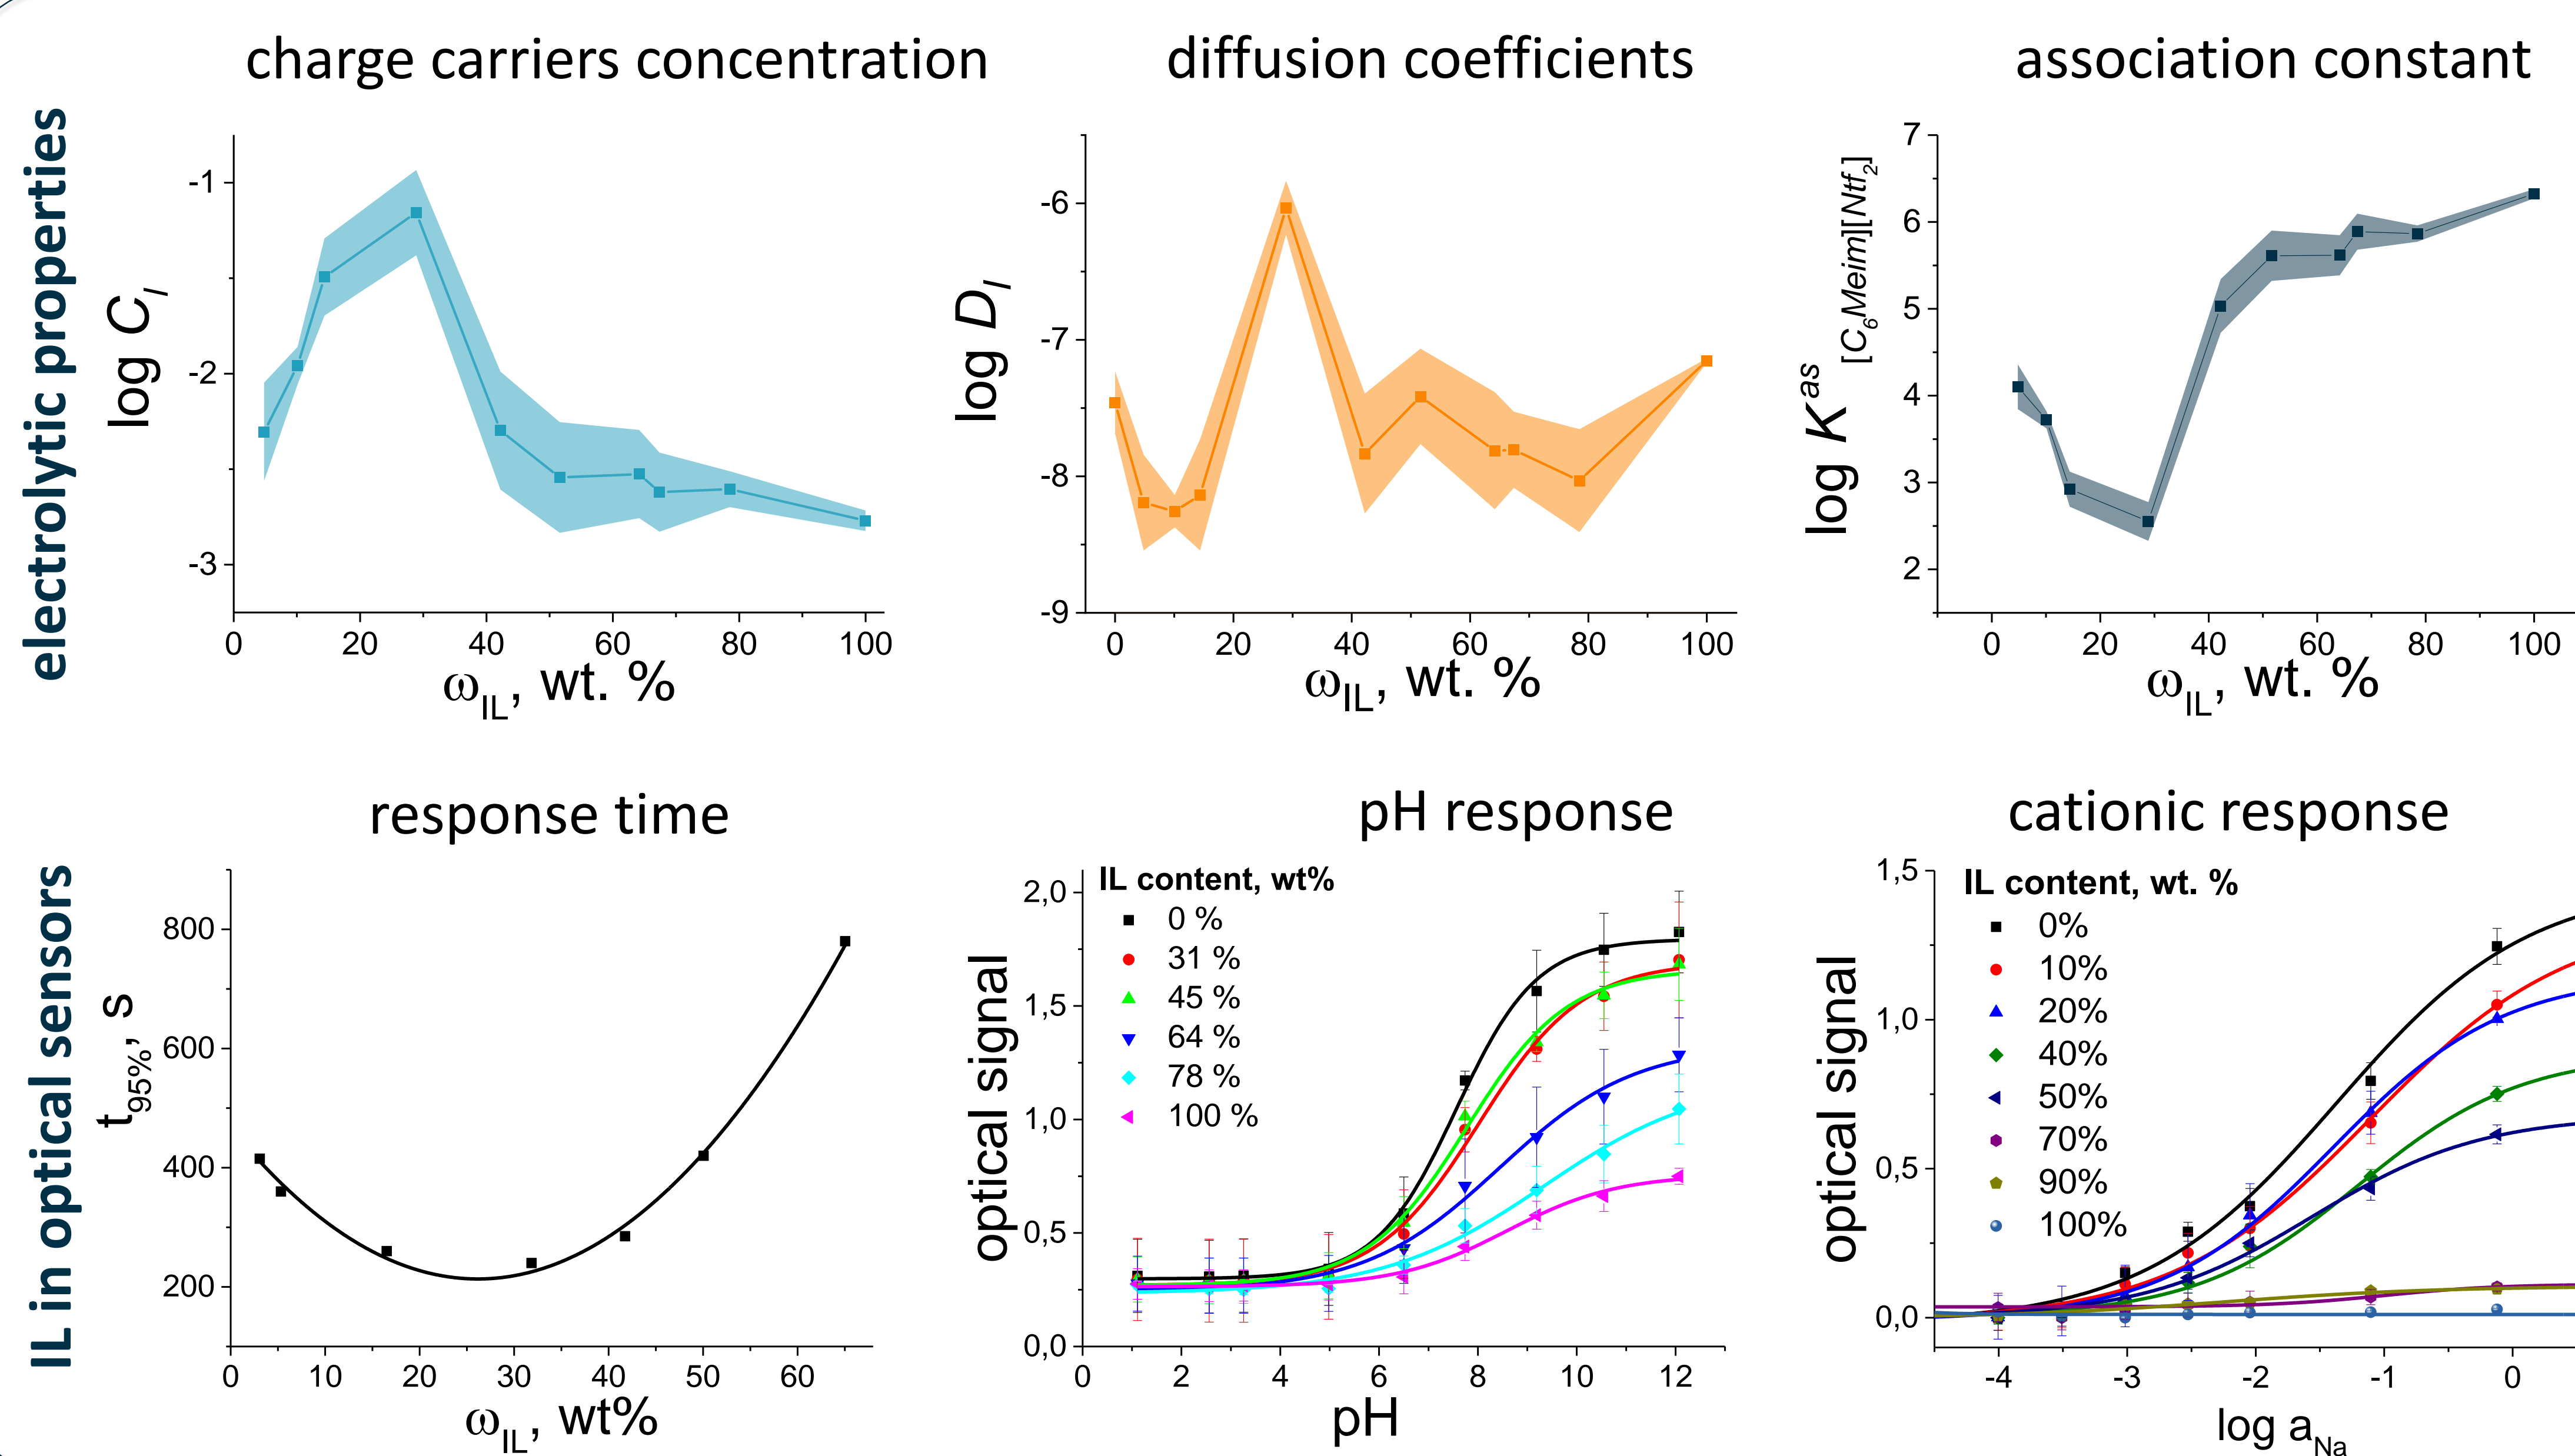 electrolytic properties
charge carriers concentration
log C_I
-1
-2
-3
0 20 40 60 80 100
ω_IL, wt. %
diffusion coefficients
log D_I
-6
-7
-8
-9
0 20 40 60 80 100
ω_IL, wt. %
association constant
log K^as [C_6Meim][Ntf_2]
7
6
5
4
3
2
0 20 40 60 80 100
ω_IL, wt. %
IL in optical sensors
response time
t_95%, s
800
600
400
200
0 10 20 30 40 50 60
ω_IL, wt%
pH response
optical signal
2,0
1,5
1,0
0,5
0,0
IL content, wt%
0 %
31 %
45 %
64 %
78 %
100 %
0 2 4 6 8 10 12
pH
cationic response
optical signal
1,5
1,0
0,5
0,0
IL content, wt. %
0%
10%
20%
40%
50%
70%
90%
100%
-4 -3 -2 -1 0
log a_Na